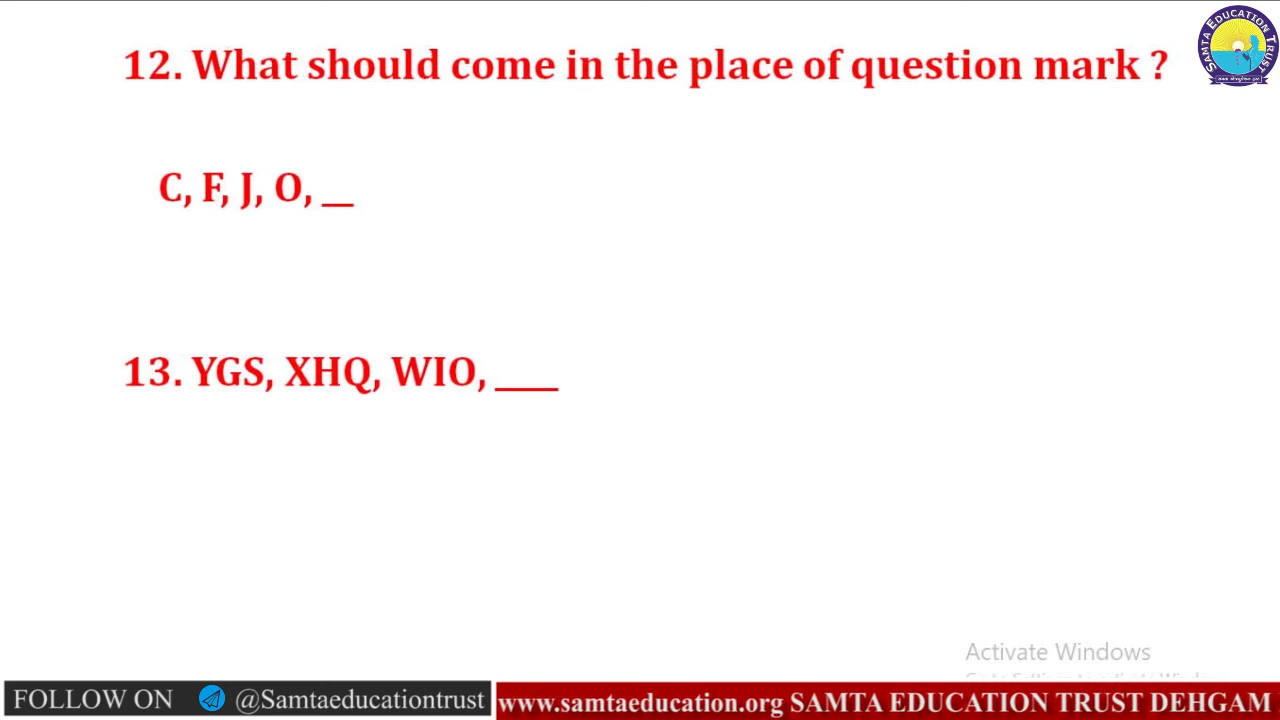 12. What should come in the place of question mark ?
SAMTA EDUCATION TRUST
C, F, J, O, __
13. YGS, XHQ, WIO, ____
Activate Windows
FOLLOW ON @Samtaeducationtrust
www.samtaeducation.org SAMTA EDUCATION TRUST DEHGAM